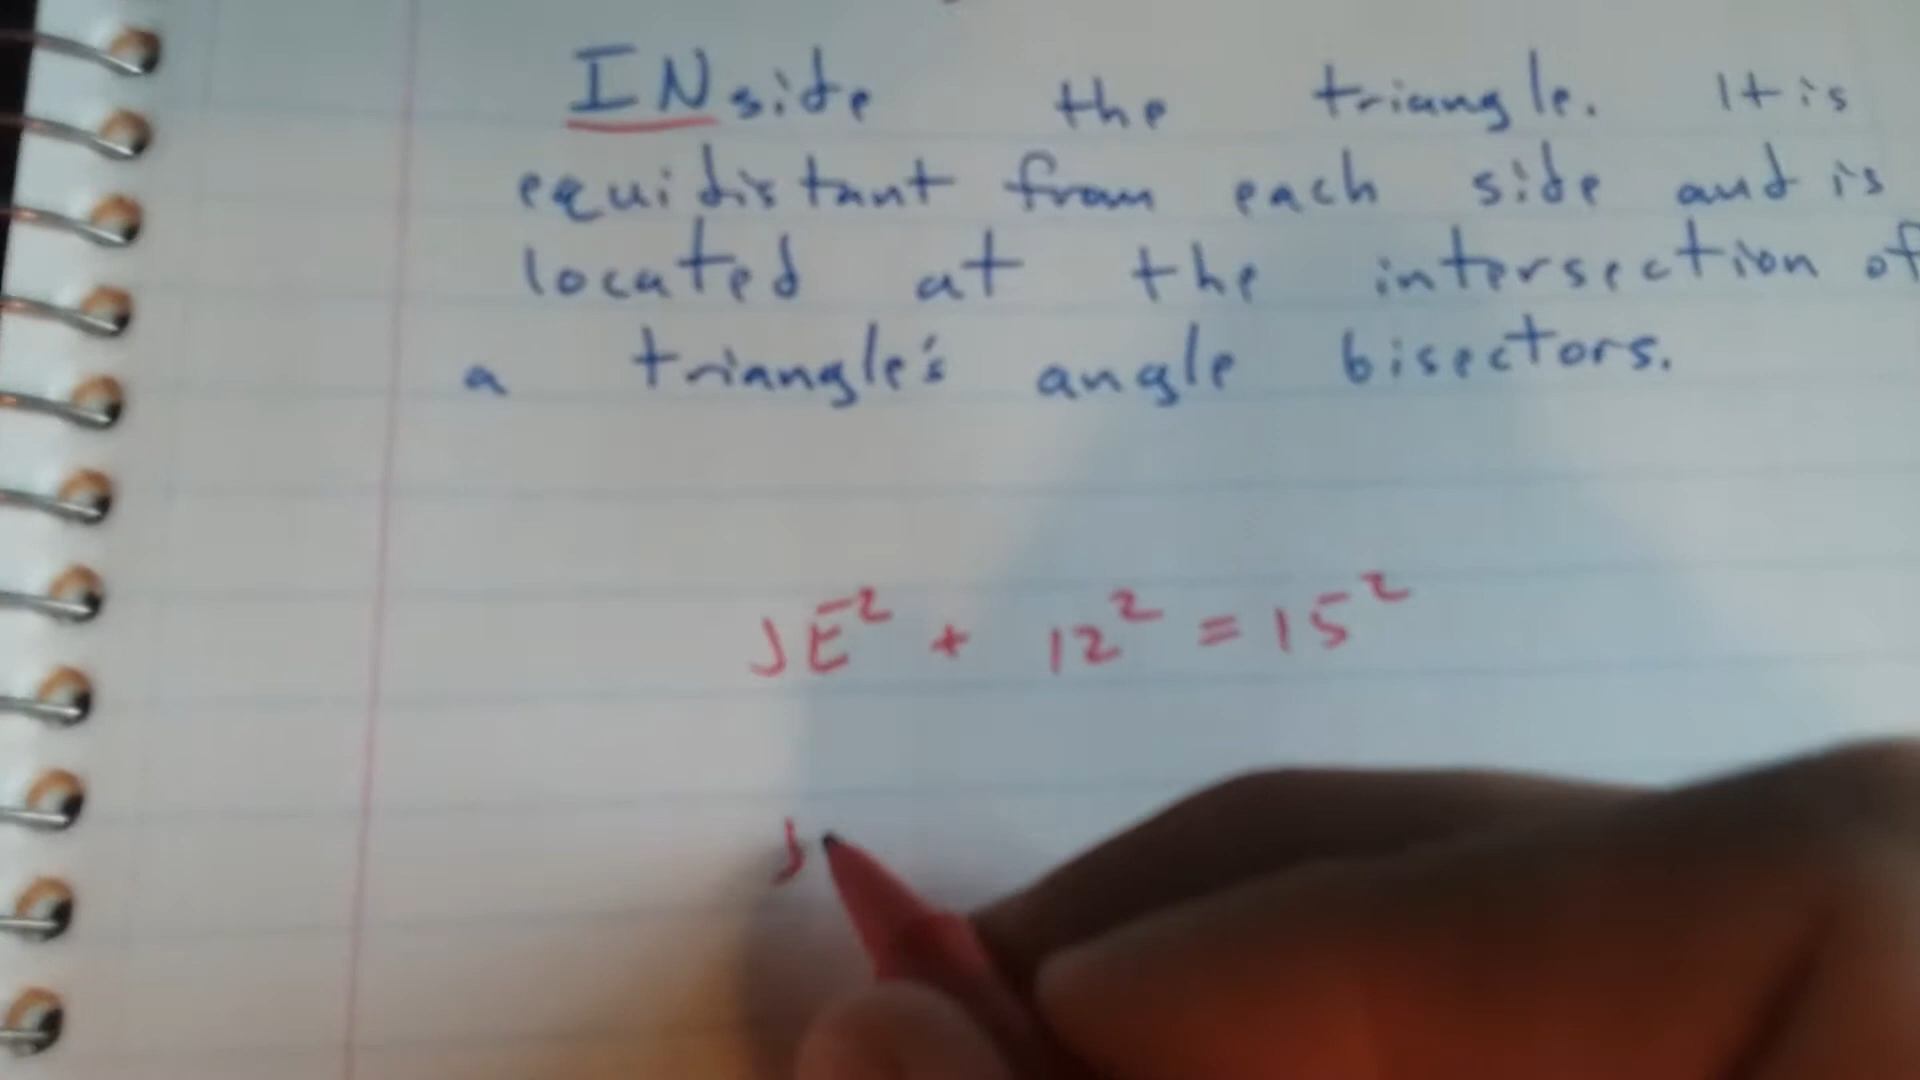 INside the triangle. It is
equidistant from each side and is
located at the intersection of
a triangle's angle bisectors.
JE² + 12² = 15²
J